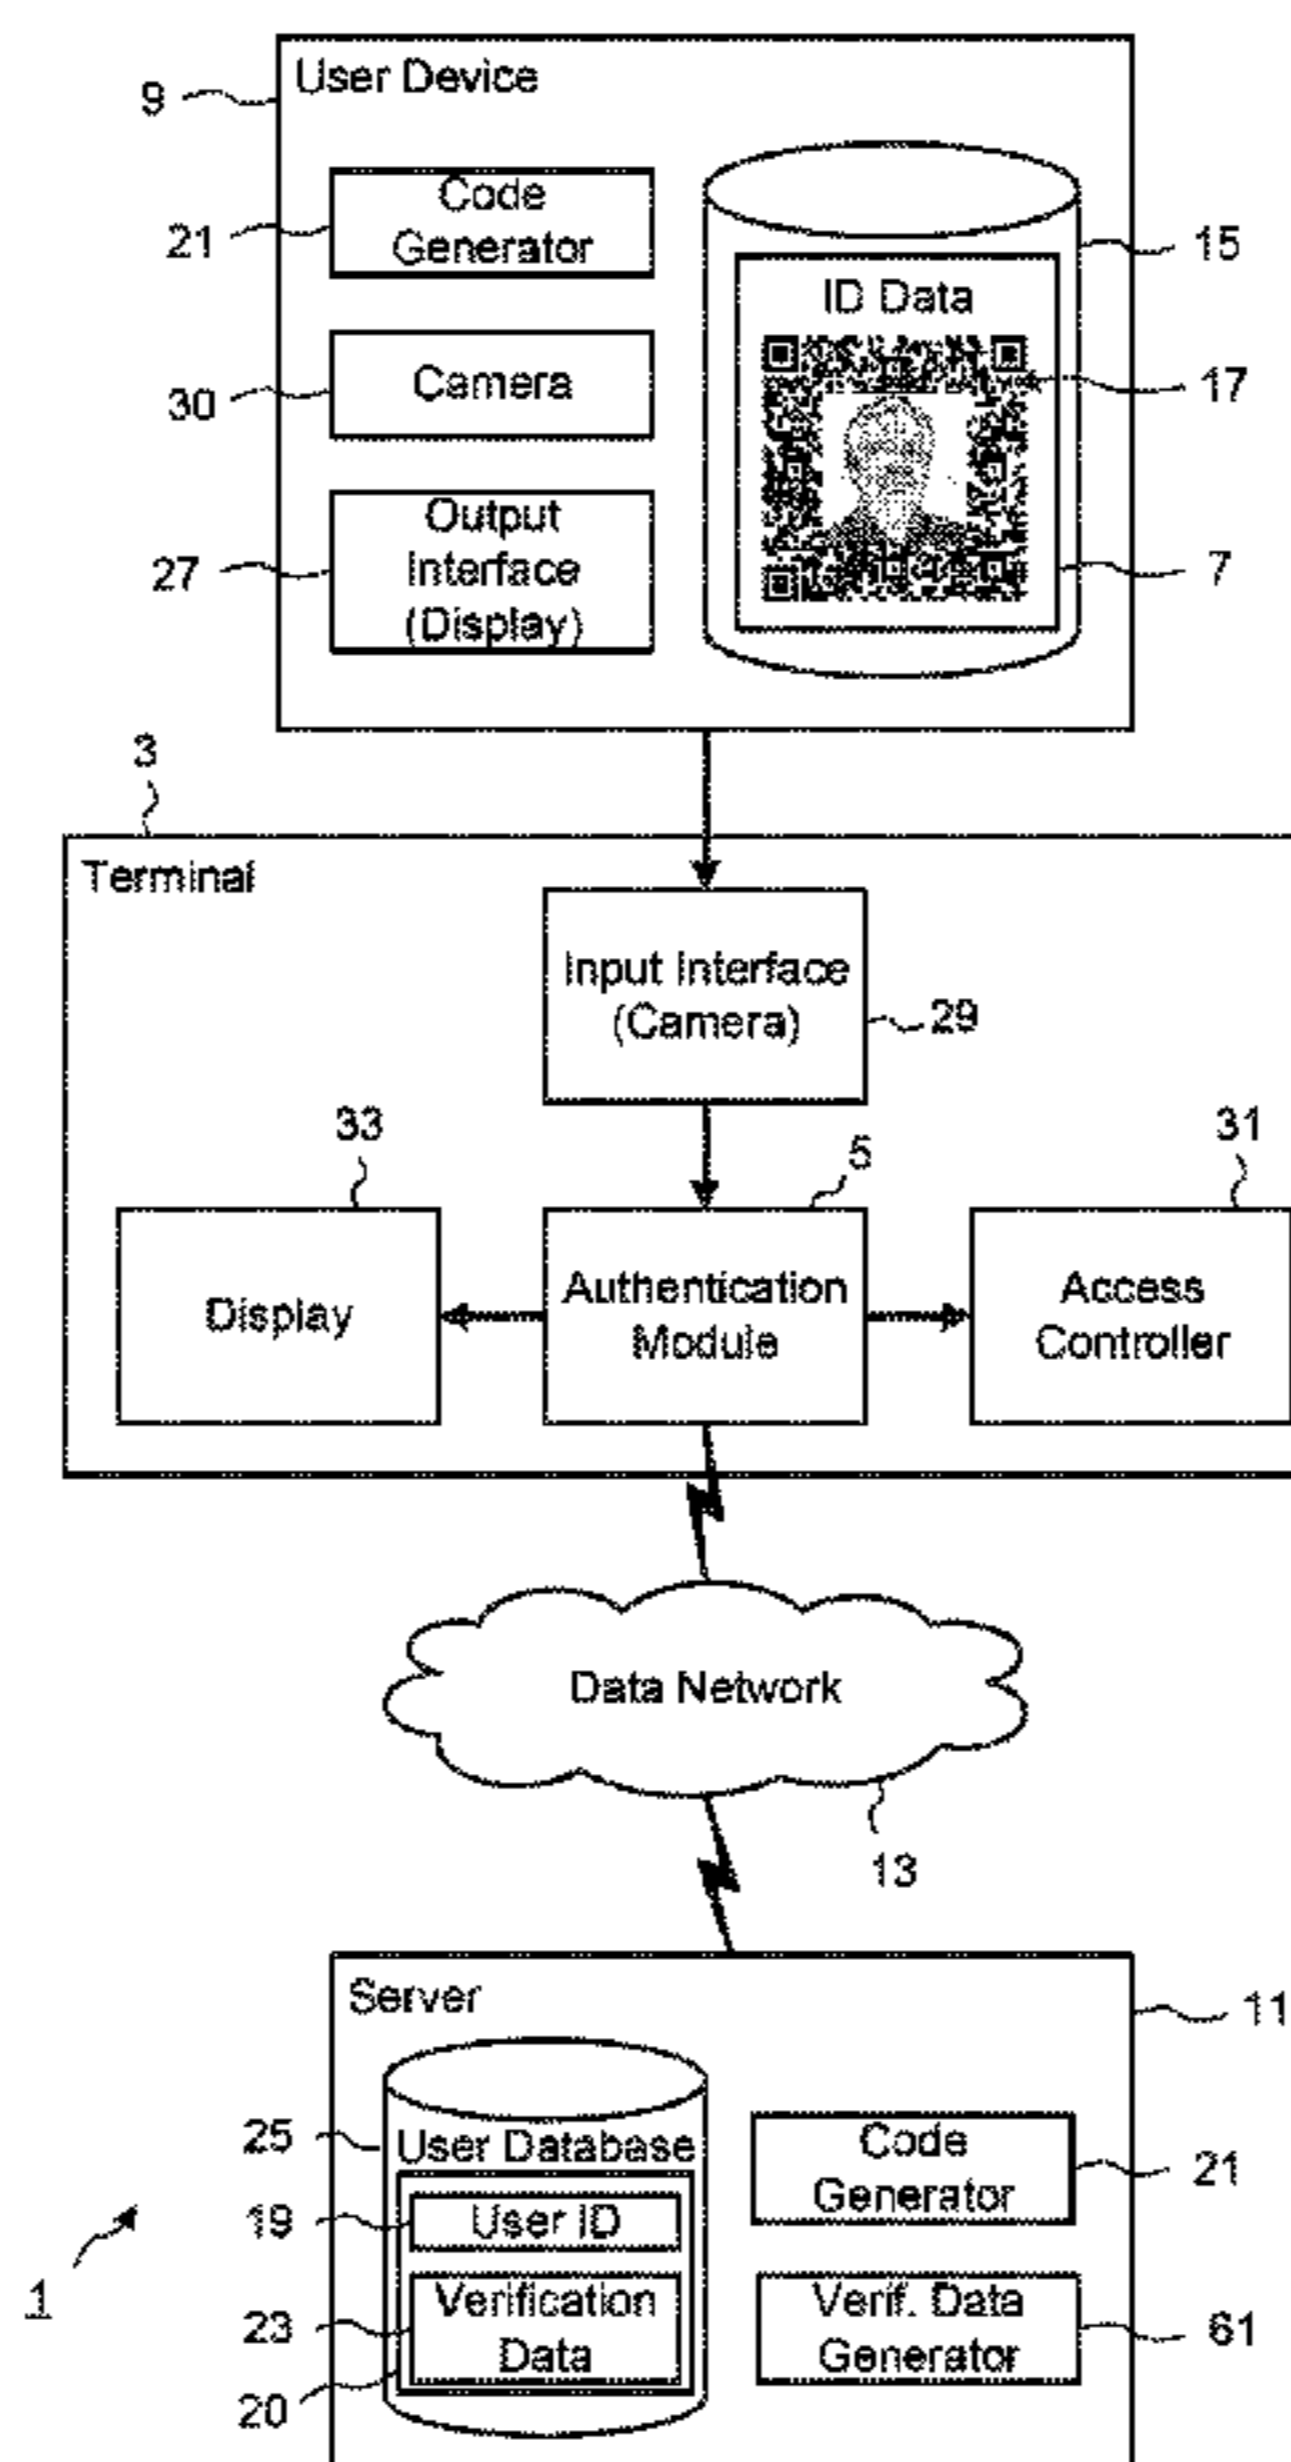 User Device
9
Code
Generator
21
15
ID Data
Camera
30
17
Output
Interface
(Display)
27
7
3
Terminal
Input Interface
(Camera)
29
33
5
31
Display
Authentication
Module
Access
Controller
Data Network
13
Server
11
25
User Database
Code
Generator
21
19
User ID
1
23
Verification
Data
Verif. Data
Generator
61
20